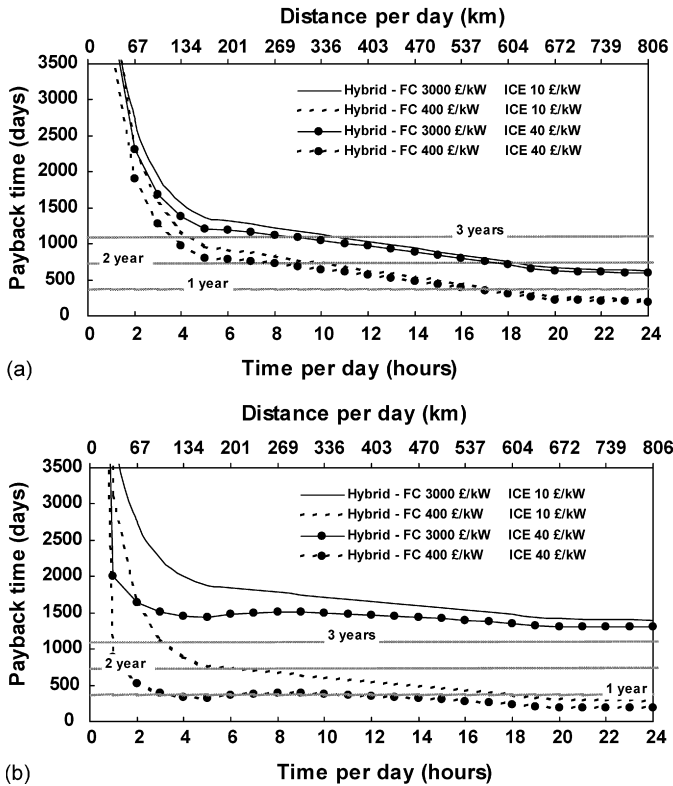 Distance per day (km)
0 67 134 201 269 336 403 470 537 604 672 739 806
3500
3000
2500
2000
1500
1000
500
0
Payback time (days)
Hybrid - FC 3000 £/kW ICE 10 £/kW
Hybrid - FC 400 £/kW ICE 10 £/kW
Hybrid - FC 3000 £/kW ICE 40 £/kW
Hybrid - FC 400 £/kW ICE 40 £/kW
3 years
2 year
1 year
0 2 4 6 8 10 12 14 16 18 20 22 24
(a)
Time per day (hours)
Distance per day (km)
0 67 134 201 269 336 403 470 537 604 672 739 806
3500
3000
2500
2000
1500
1000
500
0
Payback time (days)
Hybrid - FC 3000 £/kW ICE 10 £/kW
Hybrid - FC 400 £/kW ICE 10 £/kW
Hybrid - FC 3000 £/kW ICE 40 £/kW
Hybrid - FC 400 £/kW ICE 40 £/kW
3 years
2 year
1 year
0 2 4 6 8 10 12 14 16 18 20 22 24
(b)
Time per day (hours)